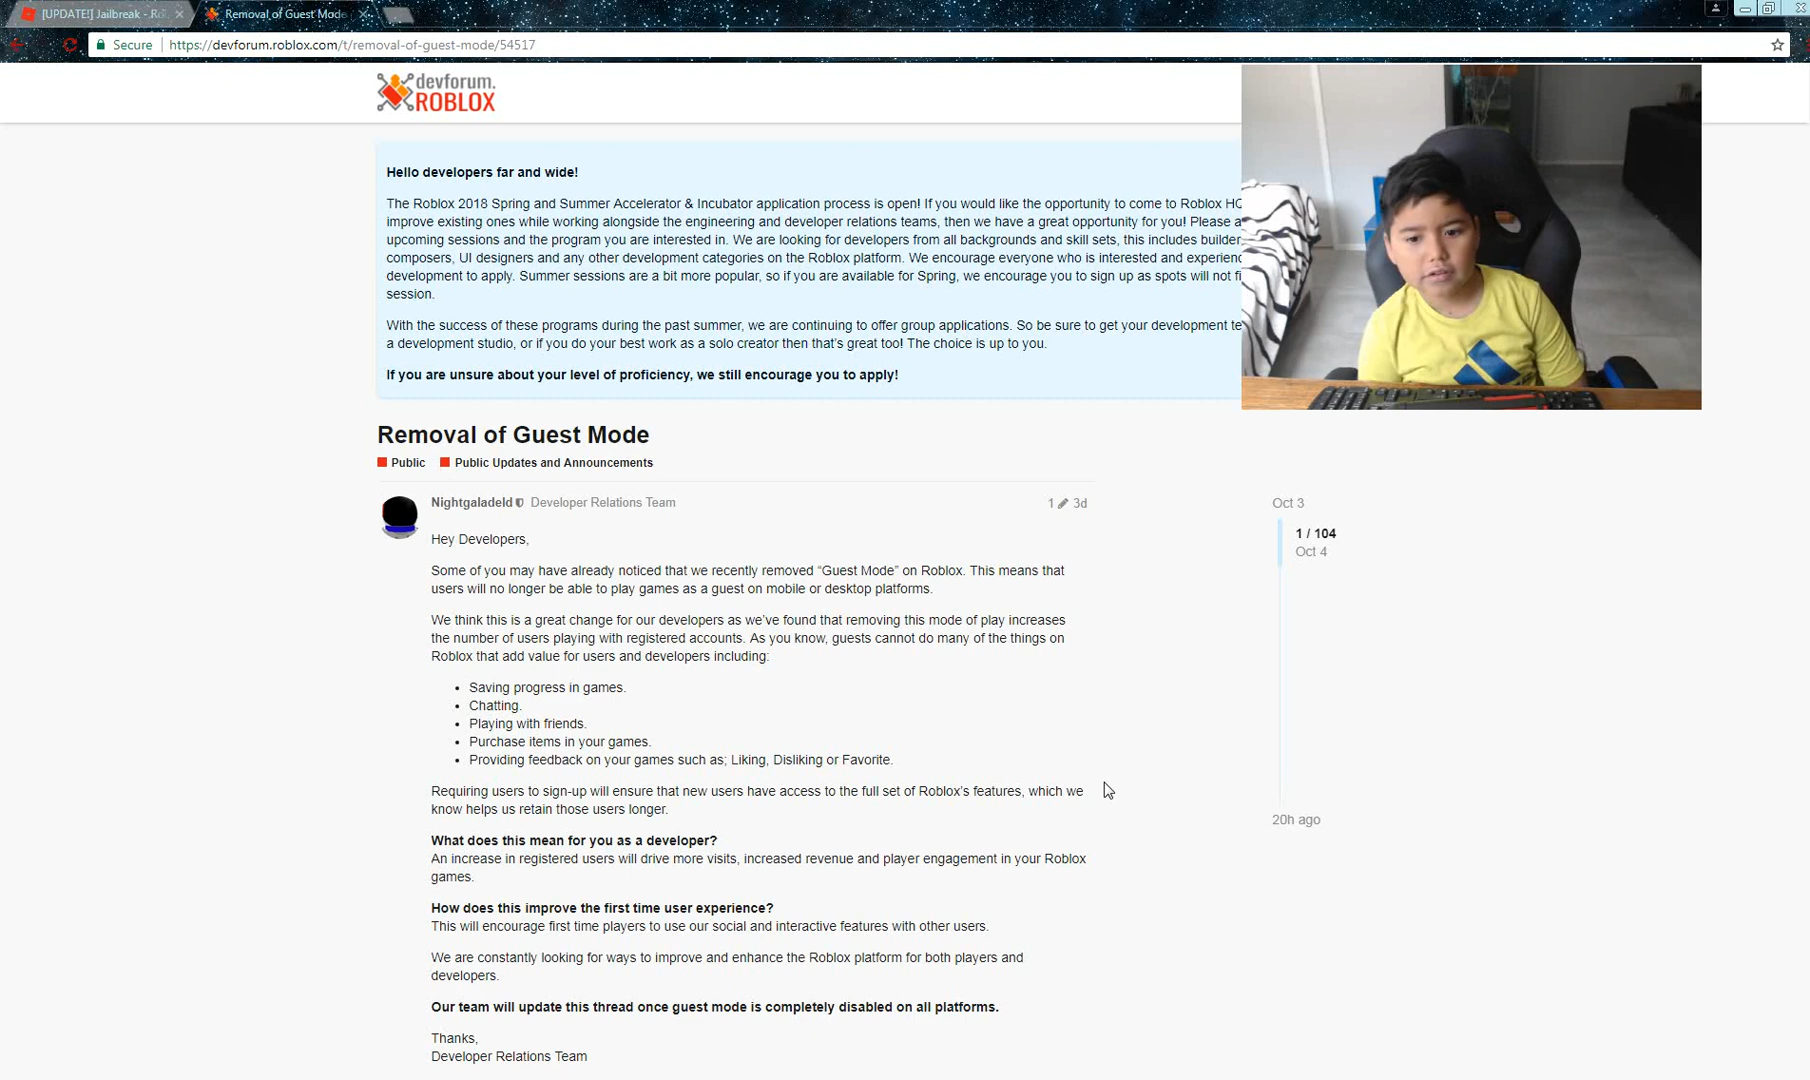 [UPDATE!] Jailbreak - Ro
Removal of Guest Mode
Secure
https://devforum.roblox.com/t/removal-of-guest-mode/54517
devforum.
ROBLOX
Hello developers far and wide!
The Roblox 2018 Spring and Summer Accelerator & Incubator application process is open! If you would like the opportunity to come to Roblox HQ
improve existing ones while working alongside the engineering and developer relations teams, then we have a great opportunity for you! Please a
upcoming sessions and the program you are interested in. We are looking for developers from all backgrounds and skill sets, this includes builder
composers, UI designers and any other development categories on the Roblox platform. We encourage everyone who is interested and experienc
development to apply. Summer sessions are a bit more popular, so if you are available for Spring, we encourage you to sign up as spots will not fi
session.
With the success of these programs during the past summer, we are continuing to offer group applications. So be sure to get your development te
a development studio, or if you do your best work as a solo creator then that's great too! The choice is up to you.
If you are unsure about your level of proficiency, we still encourage you to apply!
Removal of Guest Mode
Public Public Updates and Announcements
Nightgaladeld Developer Relations Team 1 3d
Hey Developers,
Some of you may have already noticed that we recently removed “Guest Mode” on Roblox. This means that
users will no longer be able to play games as a guest on mobile or desktop platforms.
We think this is a great change for our developers as we've found that removing this mode of play increases
the number of users playing with registered accounts. As you know, guests cannot do many of the things on
Roblox that add value for users and developers including:
• Saving progress in games.
• Chatting.
• Playing with friends.
• Purchase items in your games.
• Providing feedback on your games such as; Liking, Disliking or Favorite.
Requiring users to sign-up will ensure that new users have access to the full set of Roblox's features, which we
know helps us retain those users longer.
What does this mean for you as a developer?
An increase in registered users will drive more visits, increased revenue and player engagement in your Roblox
games.
How does this improve the first time user experience?
This will encourage first time players to use our social and interactive features with other users.
We are constantly looking for ways to improve and enhance the Roblox platform for both players and
developers.
Our team will update this thread once guest mode is completely disabled on all platforms.
Thanks,
Developer Relations Team
Oct 3
1 / 104
Oct 4
20h ago